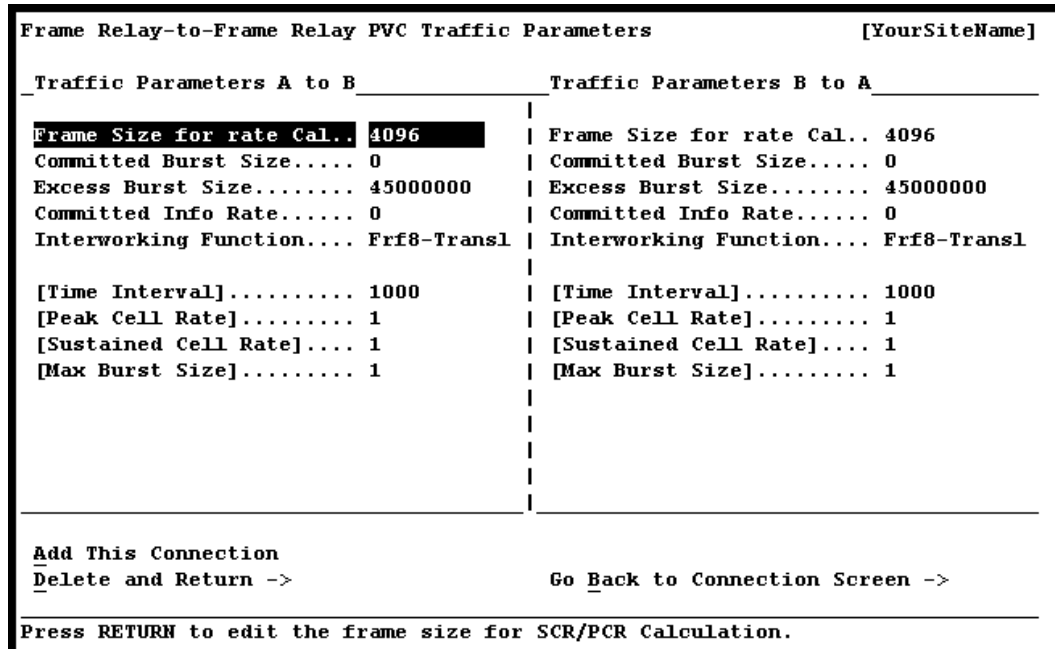 Frame Relay-to-Frame Relay PVC Traffic Parameters [YourSiteName]
Traffic Parameters A to B Traffic Parameters B to A
Frame Size for rate Cal.. 4096 | Frame Size for rate Cal.. 4096
Committed Burst Size..... 0 | Committed Burst Size..... 0
Excess Burst Size........ 45000000 | Excess Burst Size........ 45000000
Committed Info Rate...... 0 | Committed Info Rate...... 0
Interworking Function.... Frf8-Transl | Interworking Function.... Frf8-Transl
[Time Interval].......... 1000 | [Time Interval].......... 1000
[Peak Cell Rate]......... 1 | [Peak Cell Rate]......... 1
[Sustained Cell Rate].... 1 | [Sustained Cell Rate].... 1
[Max Burst Size]......... 1 | [Max Burst Size]......... 1
Add This Connection
Delete and Return -> Go Back to Connection Screen ->
Press RETURN to edit the frame size for SCR/PCR Calculation.